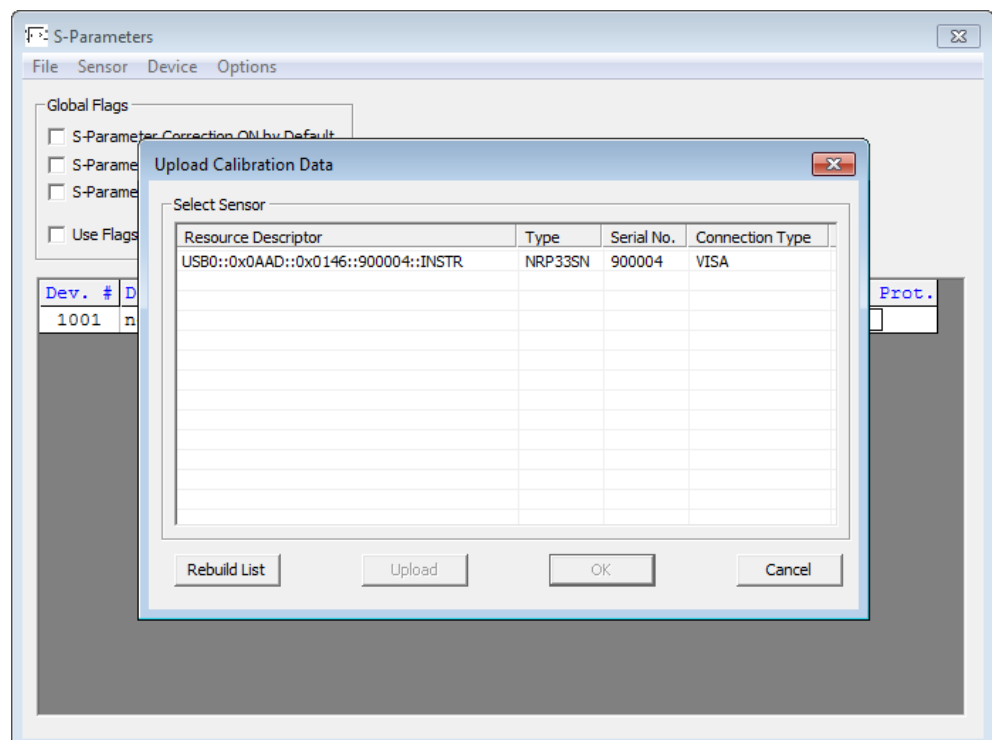 S-Parameters
File Sensor Device Options
Global Flags
S-Parameter Correction ON by Default
S-Parame
S-Parame
Use Flags
Upload Calibration Data
Select Sensor
Resource Descriptor Type Serial No. Connection Type
USB0::0x0AAD::0x0146::900004::INSTR NRP33SN 900004 VISA
Dev. # D Prot.
1001 n
Rebuild List Upload OK Cancel